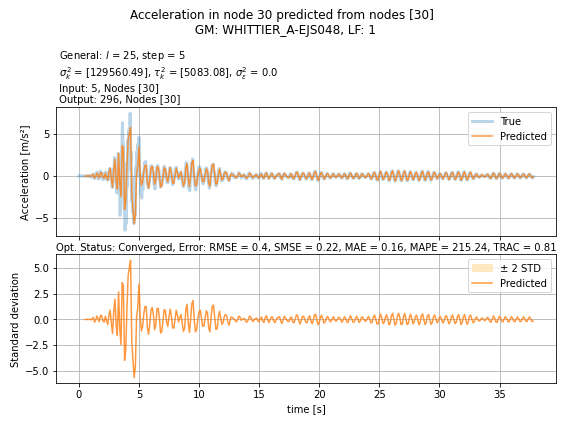 Acceleration in node 30 predicted from nodes [30]
GM: WHITTIER_A-EJS048, LF: 1
General: l = 25, step = 5
σ²ₖ = [129560.49], τ²ₖ = [5083.08], σ²ε = 0.0
Input: 5, Nodes [30]
Output: 296, Nodes [30]
Acceleration [m/s²]
5
0
−5
True
Predicted
Opt. Status: Converged, Error: RMSE = 0.4, SMSE = 0.22, MAE = 0.16, MAPE = 215.24, TRAC = 0.81
Standard deviation
5.0
2.5
0.0
−2.5
−5.0
± 2 STD
Predicted
0 5 10 15 20 25 30 35
time [s]